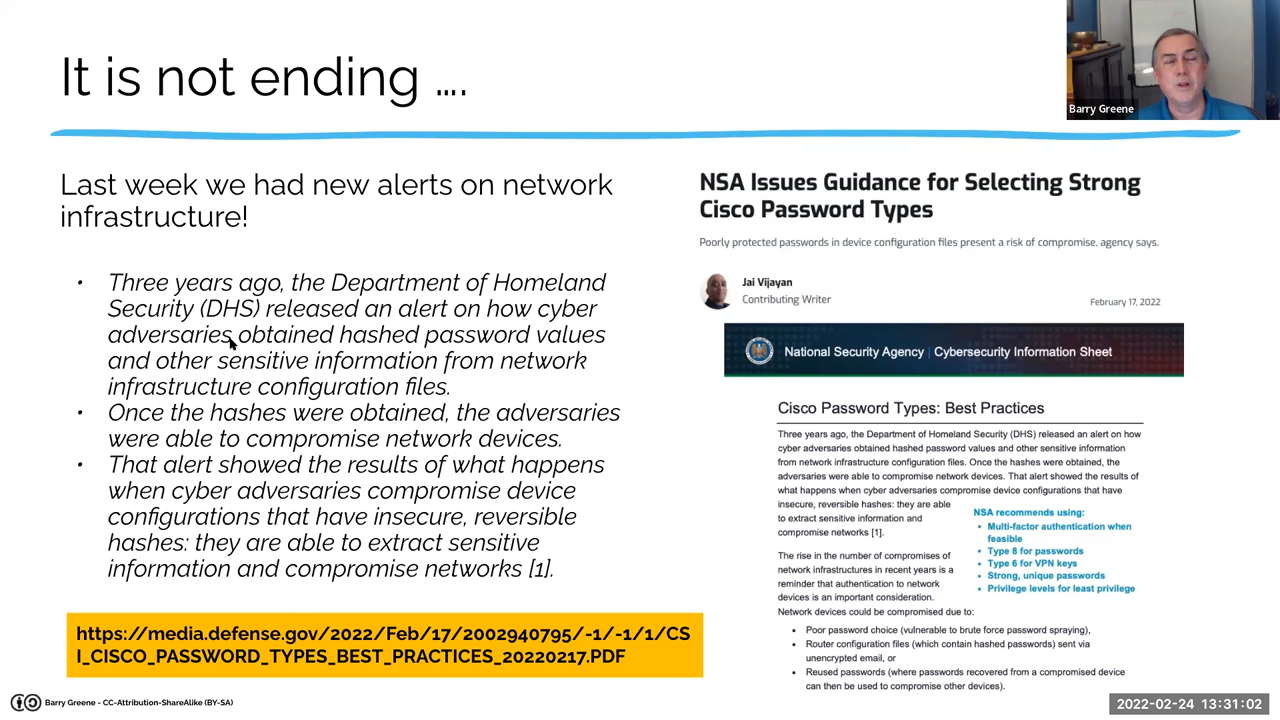 It is not ending ....
Barry Greene
Last week we had new alerts on network
infrastructure!
• Three years ago, the Department of Homeland
Security (DHS) released an alert on how cyber
adversaries obtained hashed password values
and other sensitive information from network
infrastructure configuration files.
• Once the hashes were obtained, the adversaries
were able to compromise network devices.
• That alert showed the results of what happens
when cyber adversaries compromise device
configurations that have insecure, reversible
hashes: they are able to extract sensitive
information and compromise networks [1].
https://media.defense.gov/2022/Feb/17/2002940795/-1/-1/1/CS
I_CISCO_PASSWORD_TYPES_BEST_PRACTICES_20220217.PDF
NSA Issues Guidance for Selecting Strong
Cisco Password Types
Poorly protected passwords in device configuration files present a risk of compromise, agency says.
Jai Vijayan
Contributing Writer
February 17, 2022
National Security Agency | Cybersecurity Information Sheet
Cisco Password Types: Best Practices
Three years ago, the Department of Homeland Security (DHS) released an alert on how
cyber adversaries obtained hashed password values and other sensitive information
from network infrastructure configuration files. Once the hashes were obtained, the
adversaries were able to compromise network devices. That alert showed the results of
what happens when cyber adversaries compromise device configurations that have
insecure, reversible hashes: they are able
to extract sensitive information and
compromise networks [1].
The rise in the number of compromises of
network infrastructures in recent years is a
reminder that authentication to network
devices is an important consideration.
Network devices could be compromised due to:
NSA recommends using:
• Multi-factor authentication when
feasible
• Type 8 for passwords
• Type 6 for VPN keys
• Strong, unique passwords
• Privilege levels for least privilege
• Poor password choice (vulnerable to brute force password spraying),
• Router configuration files (which contain hashed passwords) sent via
unencrypted email, or
• Reused passwords (where passwords recovered from a compromised device
can then be used to compromise other devices).
Barry Greene - CC-Attribution-ShareAlike (BY-SA)
2022-02-24 13:31:02